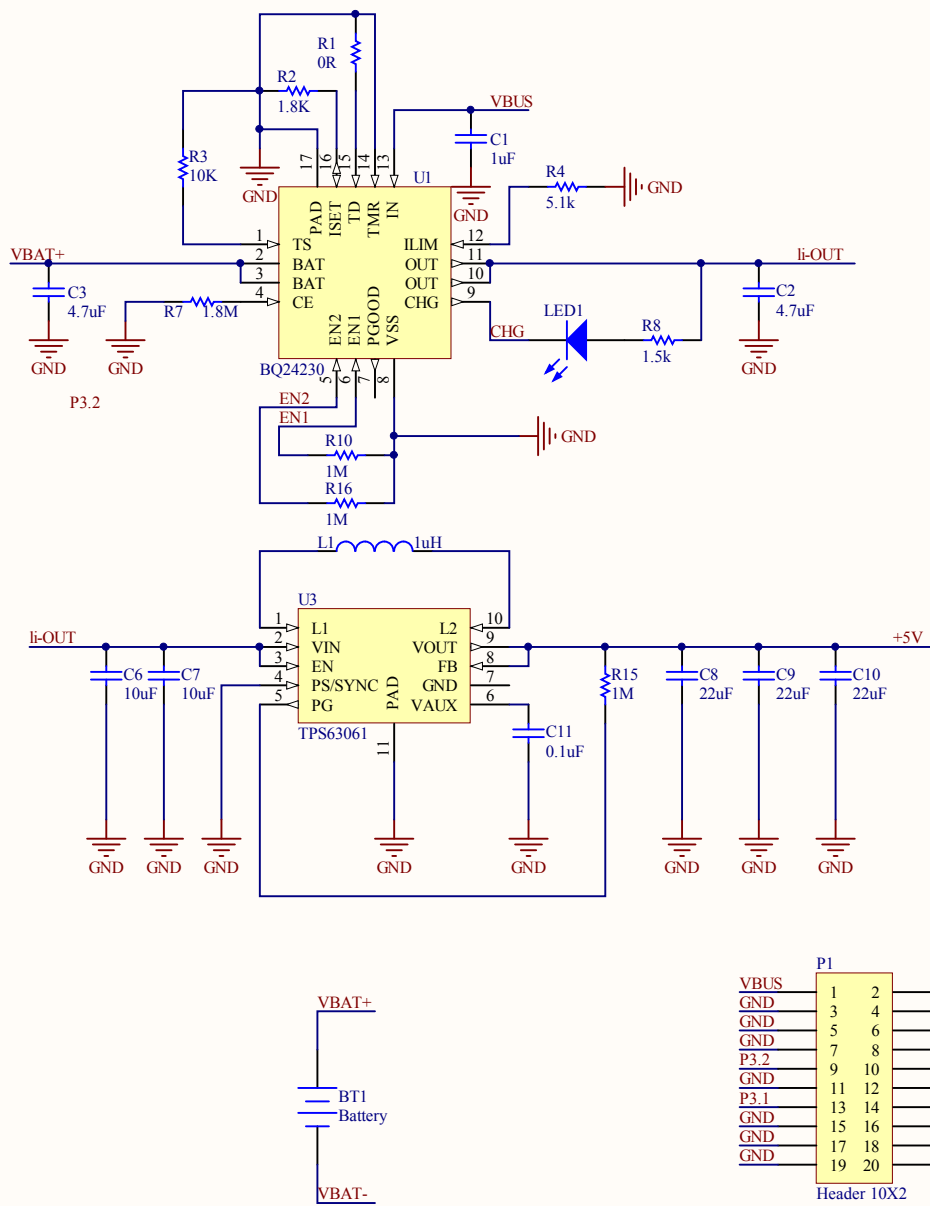 R1
0R
R2
1.8K
VBUS
C1
1uF
R3
10K
GND
17
16
15
14
13
U1
GND
R4
5.1k
GND
PAD
ISET
TD
TMR
IN
1
TS
ILIM
12
VBAT+
2
BAT
OUT
11
li-OUT
3
BAT
OUT
10
4
CE
CHG
9
C3
4.7uF
R7
1.8M
EN2
EN1
PGOOD
VSS
CHG
LED1
R8
1.5k
C2
4.7uF
GND
GND
BQ24230
5
6
7
8
GND
P3.2
EN2
EN1
GND
R10
1M
R16
1M
L1
1uH
U3
1
L1
L2
10
li-OUT
2
VIN
VOUT
9
+5V
3
EN
FB
8
4
PS/SYNC
GND
7
5
PG
VAUX
6
PAD
C6
10uF
C7
10uF
R15
1M
C8
22uF
C9
22uF
C10
22uF
TPS63061
11
C11
0.1uF
GND
GND
GND
GND
GND
GND
GND
GND
VBAT+
BT1
Battery
VBAT-
P1
VBUS 1 2
GND 3 4
GND 5 6
GND 7 8
P3.2 9 10
GND 11 12
P3.1 13 14
GND 15 16
GND 17 18
GND 19 20
Header 10X2